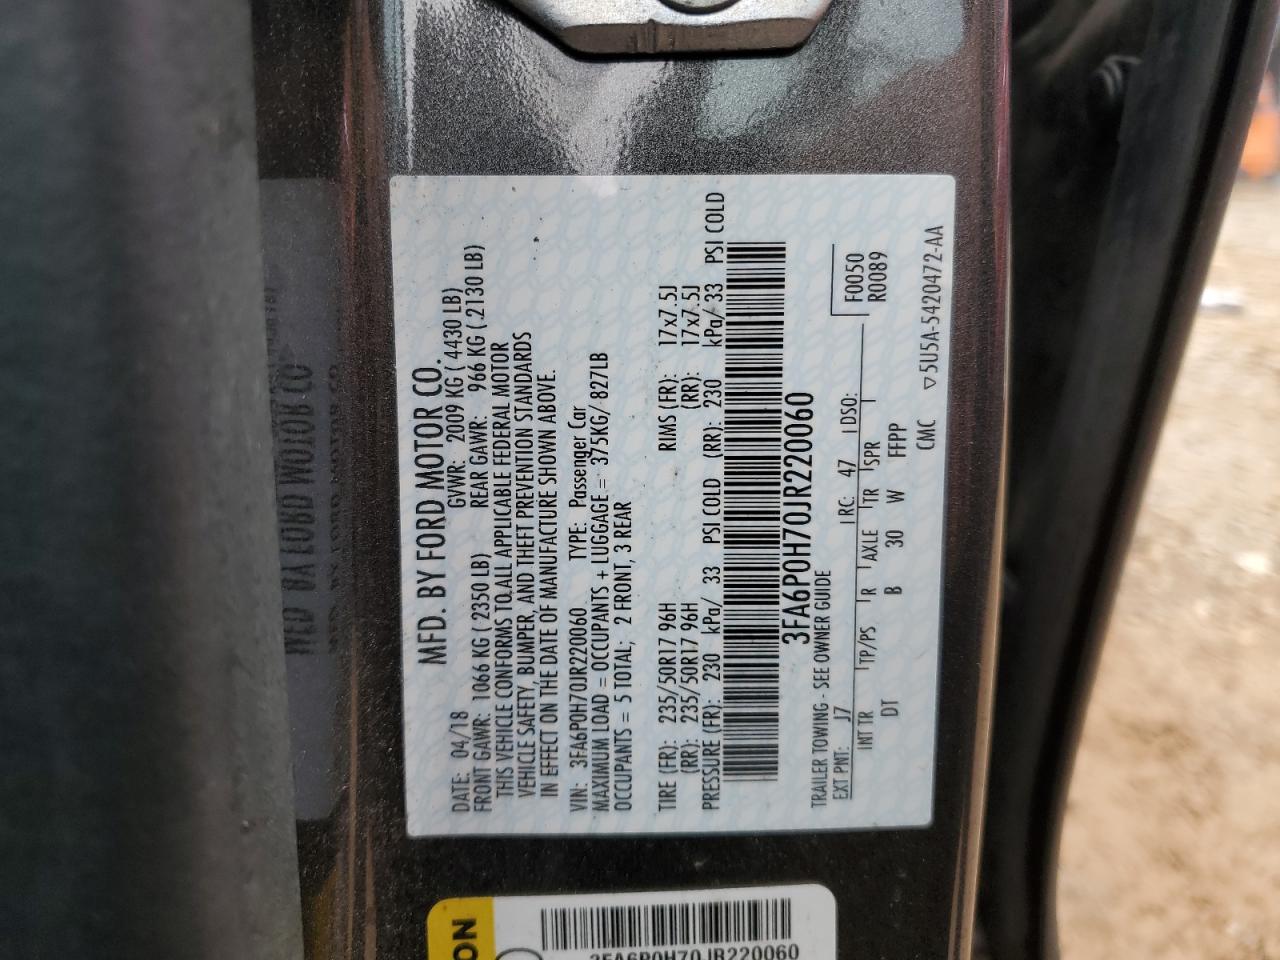 MFD. BY FORD MOTOR CO.
DATE: 04/18 GVWR: 2009 KG ( 4430 LB)
FRONT GAWR: 1066 KG ( 2350 LB) REAR GAWR: 966 KG ( 2130 LB)
THIS VEHICLE CONFORMS TO ALL APPLICABLE FEDERAL MOTOR
VEHICLE SAFETY, BUMPER, AND THEFT PREVENTION STANDARDS
IN EFFECT ON THE DATE OF MANUFACTURE SHOWN ABOVE.
VIN: 3FA6P0H70JR220060 TYPE: Passenger Car
MAXIMUM LOAD = OCCUPANTS + LUGGAGE = 375KG/ 827LB
OCCUPANTS = 5 TOTAL; 2 FRONT, 3 REAR
TIRE (FR): 235/50R17 96H RIMS (FR): 17x7.5J
(RR): 235/50R17 96H (RR): 17x7.5J
PRESSURE (FR): 230 kPa/ 33 PSI COLD (RR): 230 kPa/ 33 PSI COLD
3FA6P0H70JR220060
TRAILER TOWING - SEE OWNER GUIDE
F0050
R0089
EXT PNT: J7 RC: 47 DSO:
INT TR TP/PS R AXLE TR SPR
DT B 30 W FFPP
CMC ▽5U5A-5420472-AA
ON
3FA6P0H70JR220060